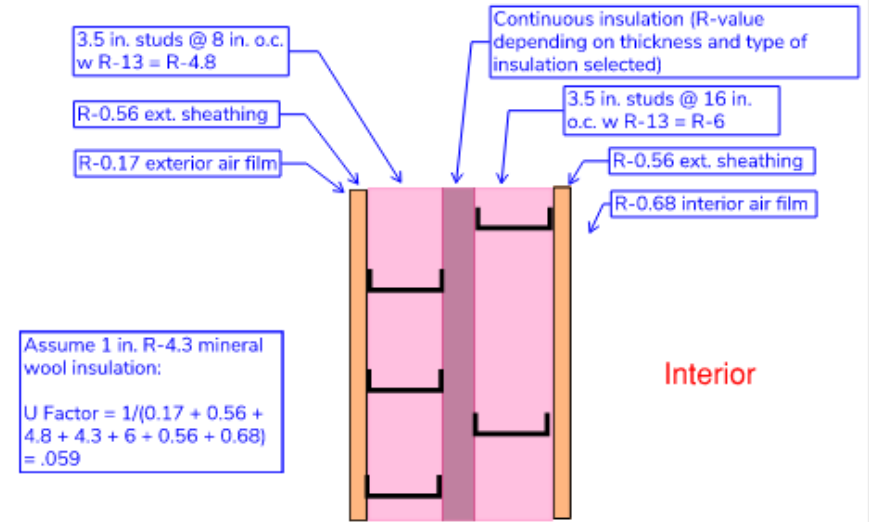 3.5 in. studs @ 8 in. o.c.
w R-13 = R-4.8
R-0.56 ext. sheathing
R-0.17 exterior air film
Continuous insulation (R-value
depending on thickness and type of
insulation selected)
3.5 in. studs @ 16 in.
o.c. w R-13 = R-6
R-0.56 ext. sheathing
R-0.68 interior air film
Assume 1 in. R-4.3 mineral
wool insulation:
U Factor = 1/(0.17 + 0.56 +
4.8 + 4.3 + 6 + 0.56 + 0.68)
= .059
Interior